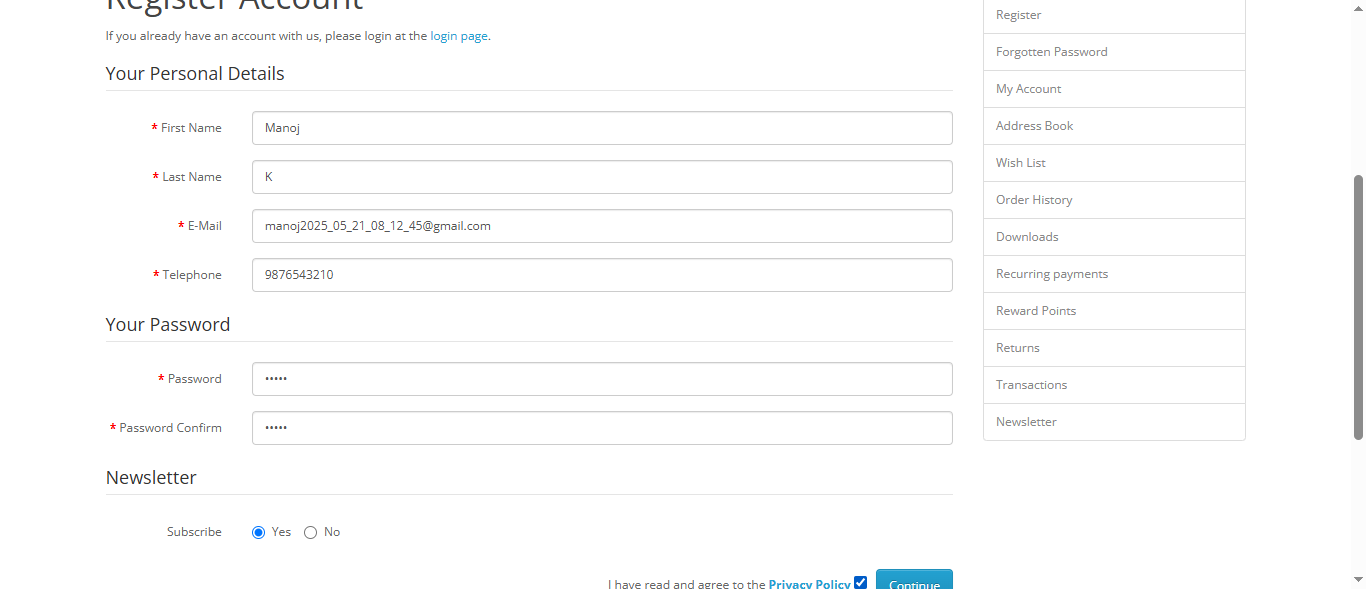 Register Account
If you already have an account with us, please login at the login page.
Your Personal Details
* First Name
Manoj
* Last Name
K
* E-Mail
manoj2025_05_21_08_12_45@gmail.com
* Telephone
9876543210
Your Password
* Password
•••••
* Password Confirm
•••••
Newsletter
Subscribe
Yes No
I have read and agree to the Privacy Policy
Continue
Register
Forgotten Password
My Account
Address Book
Wish List
Order History
Downloads
Recurring payments
Reward Points
Returns
Transactions
Newsletter